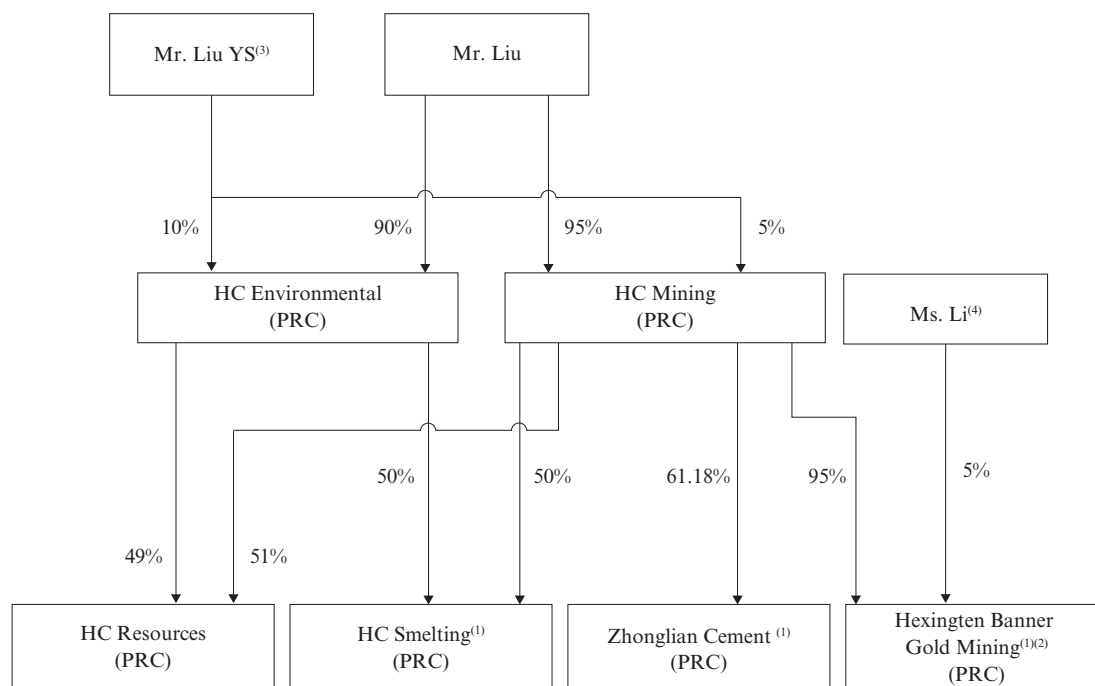 Mr. Liu YS(3)
Mr. Liu
10%
90%
95%
5%
HC Environmental
(PRC)
HC Mining
(PRC)
Ms. Li(4)
50%
50%
61.18%
95%
5%
49%
51%
HC Resources
(PRC)
HC Smelting(1)
(PRC)
Zhonglian Cement (1)
(PRC)
Hexingten Banner
Gold Mining(1)(2)
(PRC)